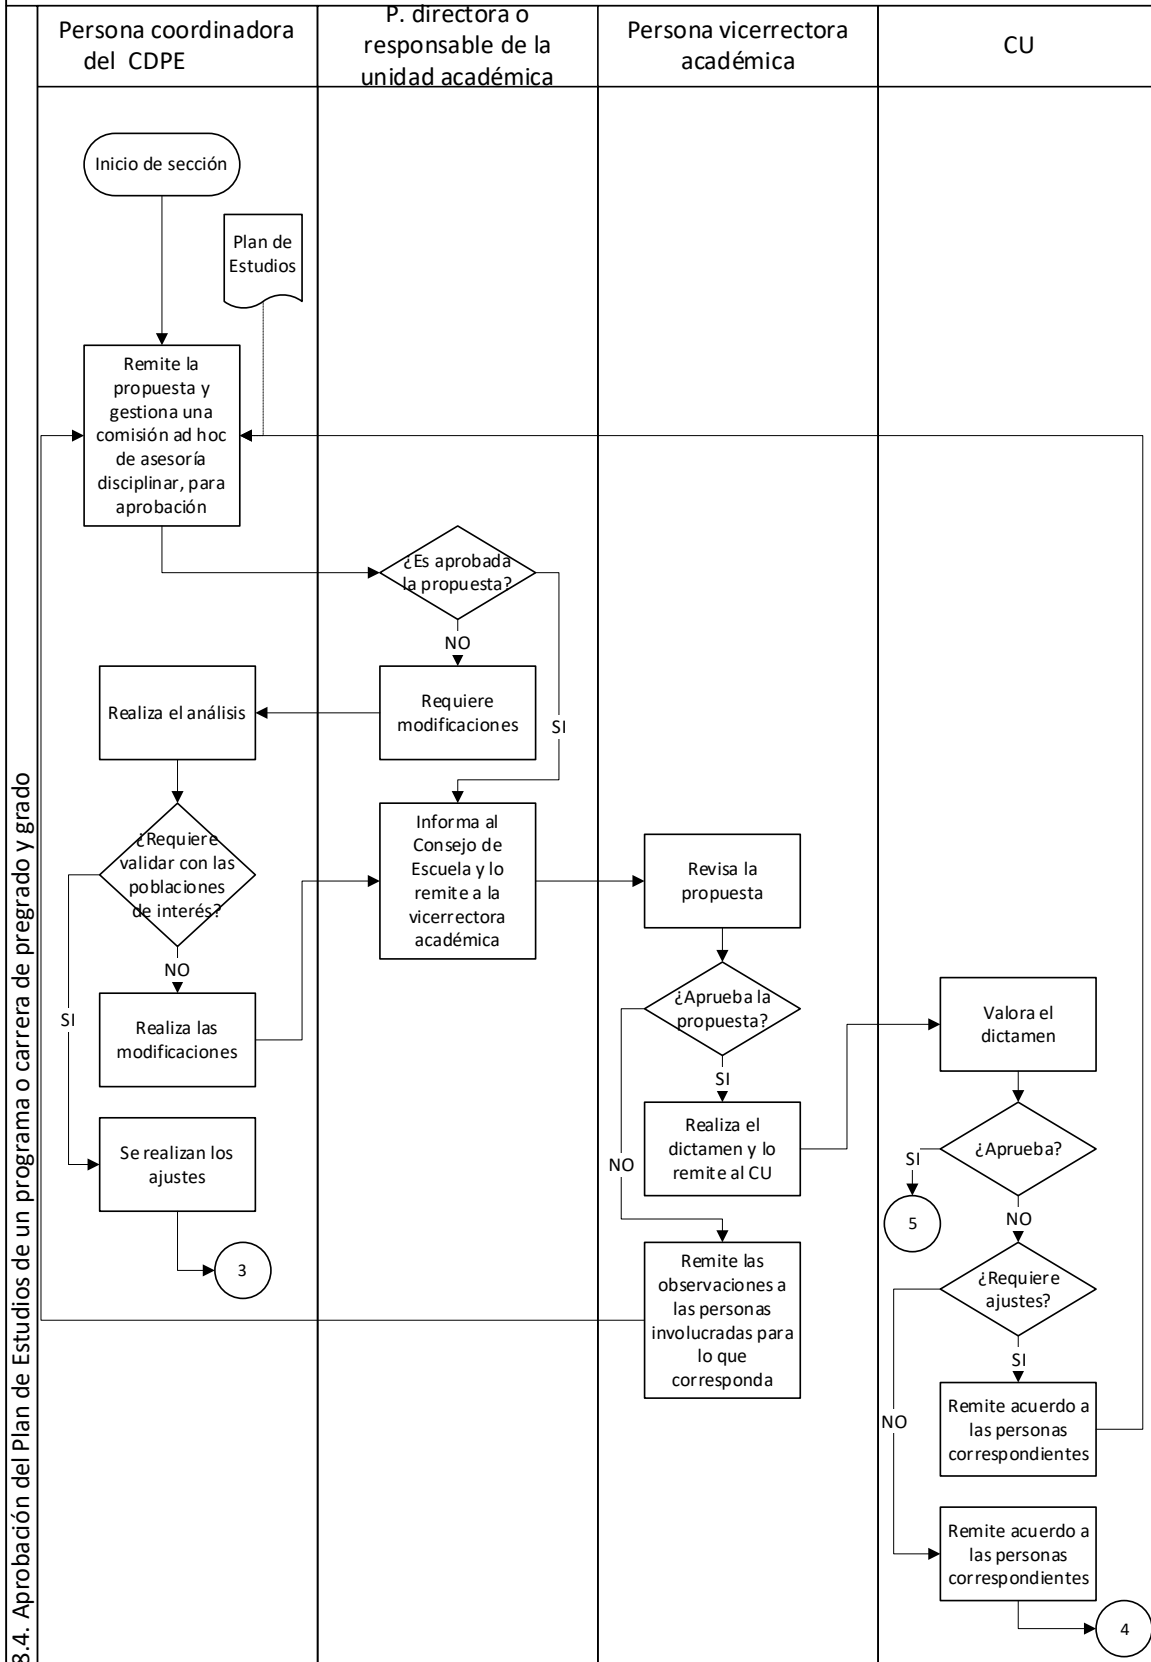 Persona coordinadora
del CDPE
P. directora o
responsable de la
unidad académica
Persona vicerrectora
académica
CU
8.4. Aprobación del Plan de Estudios de un programa o carrera de pregrado y grado
Inicio de sección
Plan de
Estudios
Remite la
propuesta y
gestiona una
comisión ad hoc
de asesoría
disciplinar, para
aprobación
¿Es aprobada
la propuesta?
NO
SI
Requiere
modificaciones
Realiza el análisis
¿Requiere
validar con las
poblaciones
de interés?
NO
SI
Realiza las
modificaciones
Se realizan los
ajustes
3
Informa al
Consejo de
Escuela y lo
remite a la
vicerrectora
académica
Revisa la
propuesta
¿Aprueba la
propuesta?
SI
NO
Realiza el
dictamen y lo
remite al CU
Remite las
observaciones a
las personas
involucradas para
lo que
corresponda
Valora el
dictamen
¿Aprueba?
SI
5
NO
¿Requiere
ajustes?
SI
NO
Remite acuerdo a
las personas
correspondientes
Remite acuerdo a
las personas
correspondientes
4